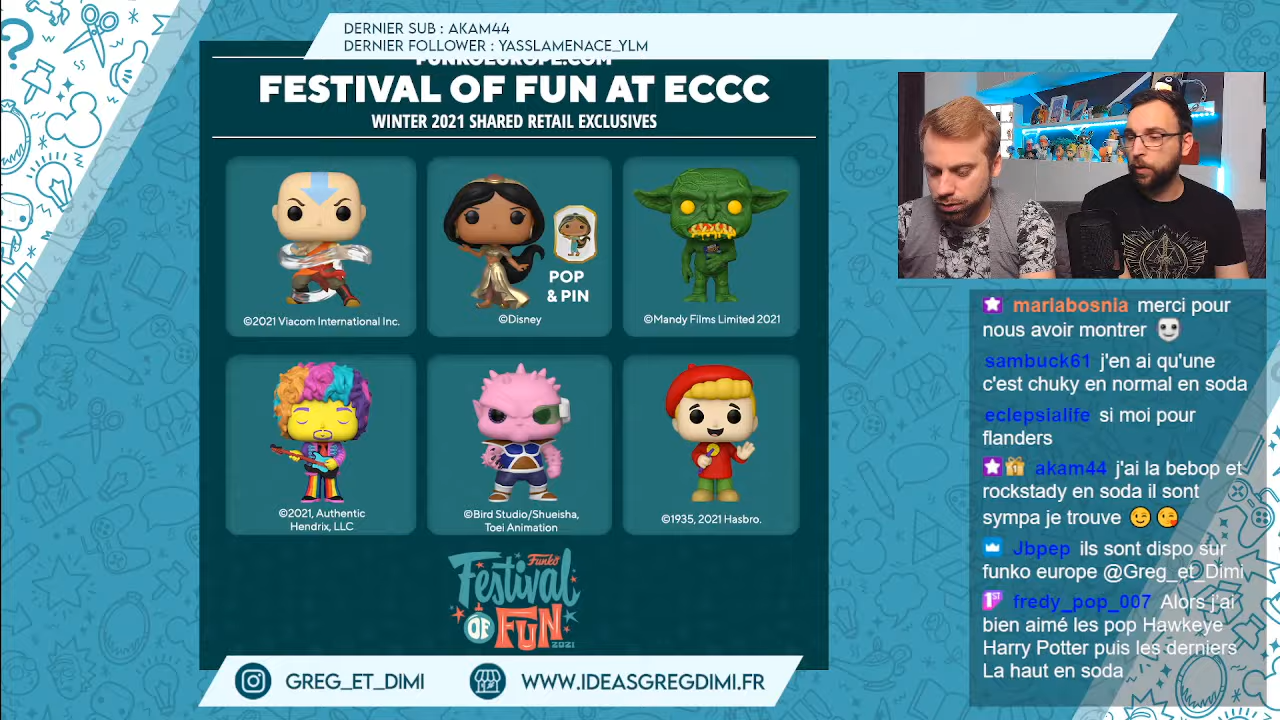 DERNIER SUB : AKAM44
DERNIER FOLLOWER : YASSLAMENACE_YLM
FUNKOEUROPE.COM
FESTIVAL OF FUN AT ECCC
WINTER 2021 SHARED RETAIL EXCLUSIVES
©2021 Viacom International Inc.
POP
& PIN
©Disney
©Mandy Films Limited 2021
©2021, Authentic
Hendrix, LLC
©Bird Studio/Shueisha,
Toei Animation
©1935, 2021 Hasbro.
Funko
Festival
OF FUN
2021
GREG_ET_DIMI
WWW.IDEASGREGDIMI.FR
marlabosnia merci pour
nous avoir montrer
sambuck61 j'en ai qu'une
c'est chuky en normal en soda
eclepsialife si moi pour
flanders
1 akam44 j'ai la bebop et
rockstady en soda il sont
sympa je trouve
Jbpep ils sont dispo sur
funko europe @Greg_et_Dimi
1ST fredy_pop_007 Alors j'ai
bien aimé les pop Hawkeye
Harry Potter puis les derniers
La haut en soda